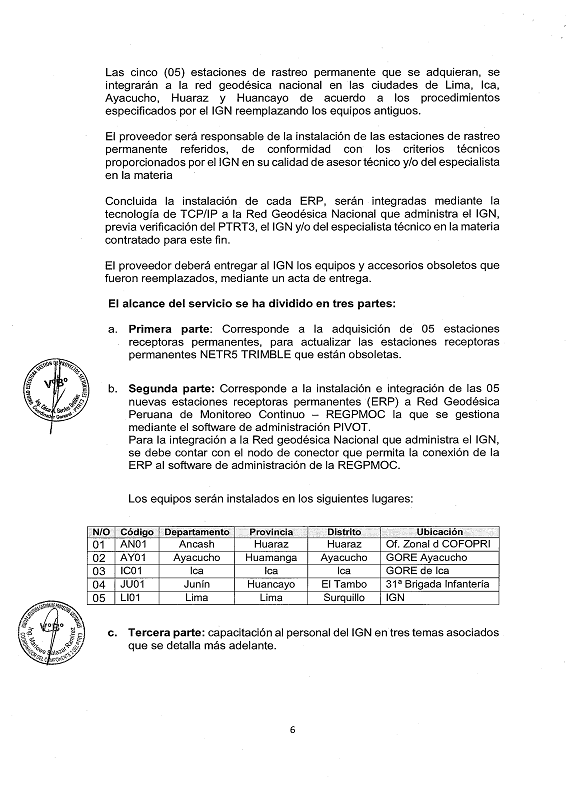 Las cinco (05) estaciones de rastreo permanente que se adquieran, se
integrarán a la red geodésica nacional en las ciudades de Lima, Ica,
Ayacucho, Huaraz y Huancayo de acuerdo a los procedimientos
especificados por el IGN reemplazando los equipos antiguos.
El proveedor será responsable de la instalación de las estaciones de rastreo
permanente referidos, de conformidad con los criterios técnicos
proporcionados por el IGN en su calidad de asesor técnico y/o del especialista
en la materia
Concluida la instalación de cada ERP, serán integradas mediante la
tecnología de TCP/IP a la Red Geodésica Nacional que administra el IGN,
previa verificación del PTRT3, el IGN y/o del especialista técnico en la materia
contratado para este fin.
El proveedor deberá entregar al IGN los equipos y accesorios obsoletos que
fueron reemplazados, mediante un acta de entrega.
El alcance del servicio se ha dividido en tres partes:
a. Primera parte: Corresponde a la adquisición de 05 estaciones
receptoras permanentes, para actualizar las estaciones receptoras
permanentes NETR5 TRIMBLE que están obsoletas.
b. Segunda parte: Corresponde a la instalación e integración de las 05
nuevas estaciones receptoras permanentes (ERP) a Red Geodésica
Peruana de Monitoreo Continuo – REGPMOC la que se gestiona
mediante el software de administración PIVOT.
Para la integración a la Red geodésica Nacional que administra el IGN,
se debe contar con el nodo de conector que permita la conexión de la
ERP al software de administración de la REGPMOC.
Los equipos serán instalados en los siguientes lugares:
N/O Código Departamento Provincia Distrito Ubicación
01 AN01 Ancash Huaraz Huaraz Of. Zonal d COFOPRI
02 AY01 Ayacucho Huamanga Ayacucho GORE Ayacucho
03 IC01 Ica Ica Ica GORE de Ica
04 JU01 Junín Huancayo El Tambo 31ª Brigada Infantería
05 LI01 Lima Lima Surquillo IGN
c. Tercera parte: capacitación al personal del IGN en tres temas asociados
que se detalla más adelante.
VºBº
VºBº
6